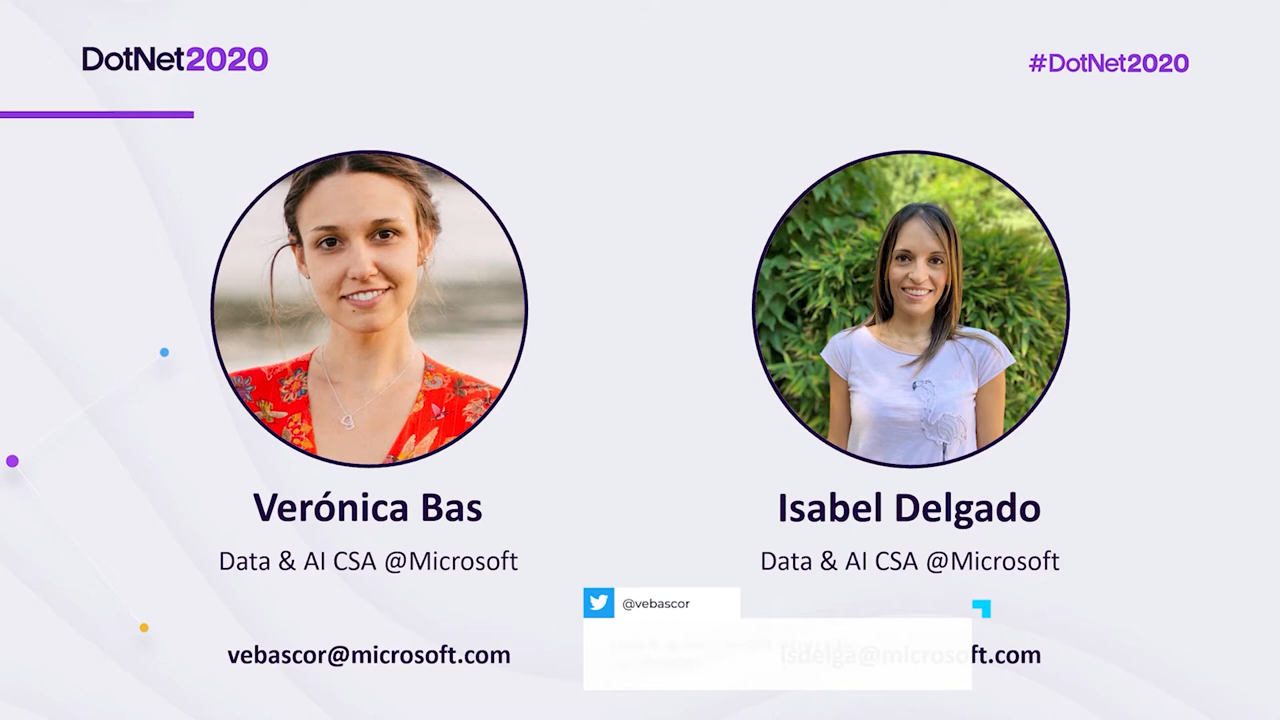 DotNet2020
#DotNet2020
Verónica Bas
Isabel Delgado
Data & AI CSA @Microsoft
Data & AI CSA @Microsoft
@vebascor
vebascor@microsoft.com
isdelga@microsoft.com